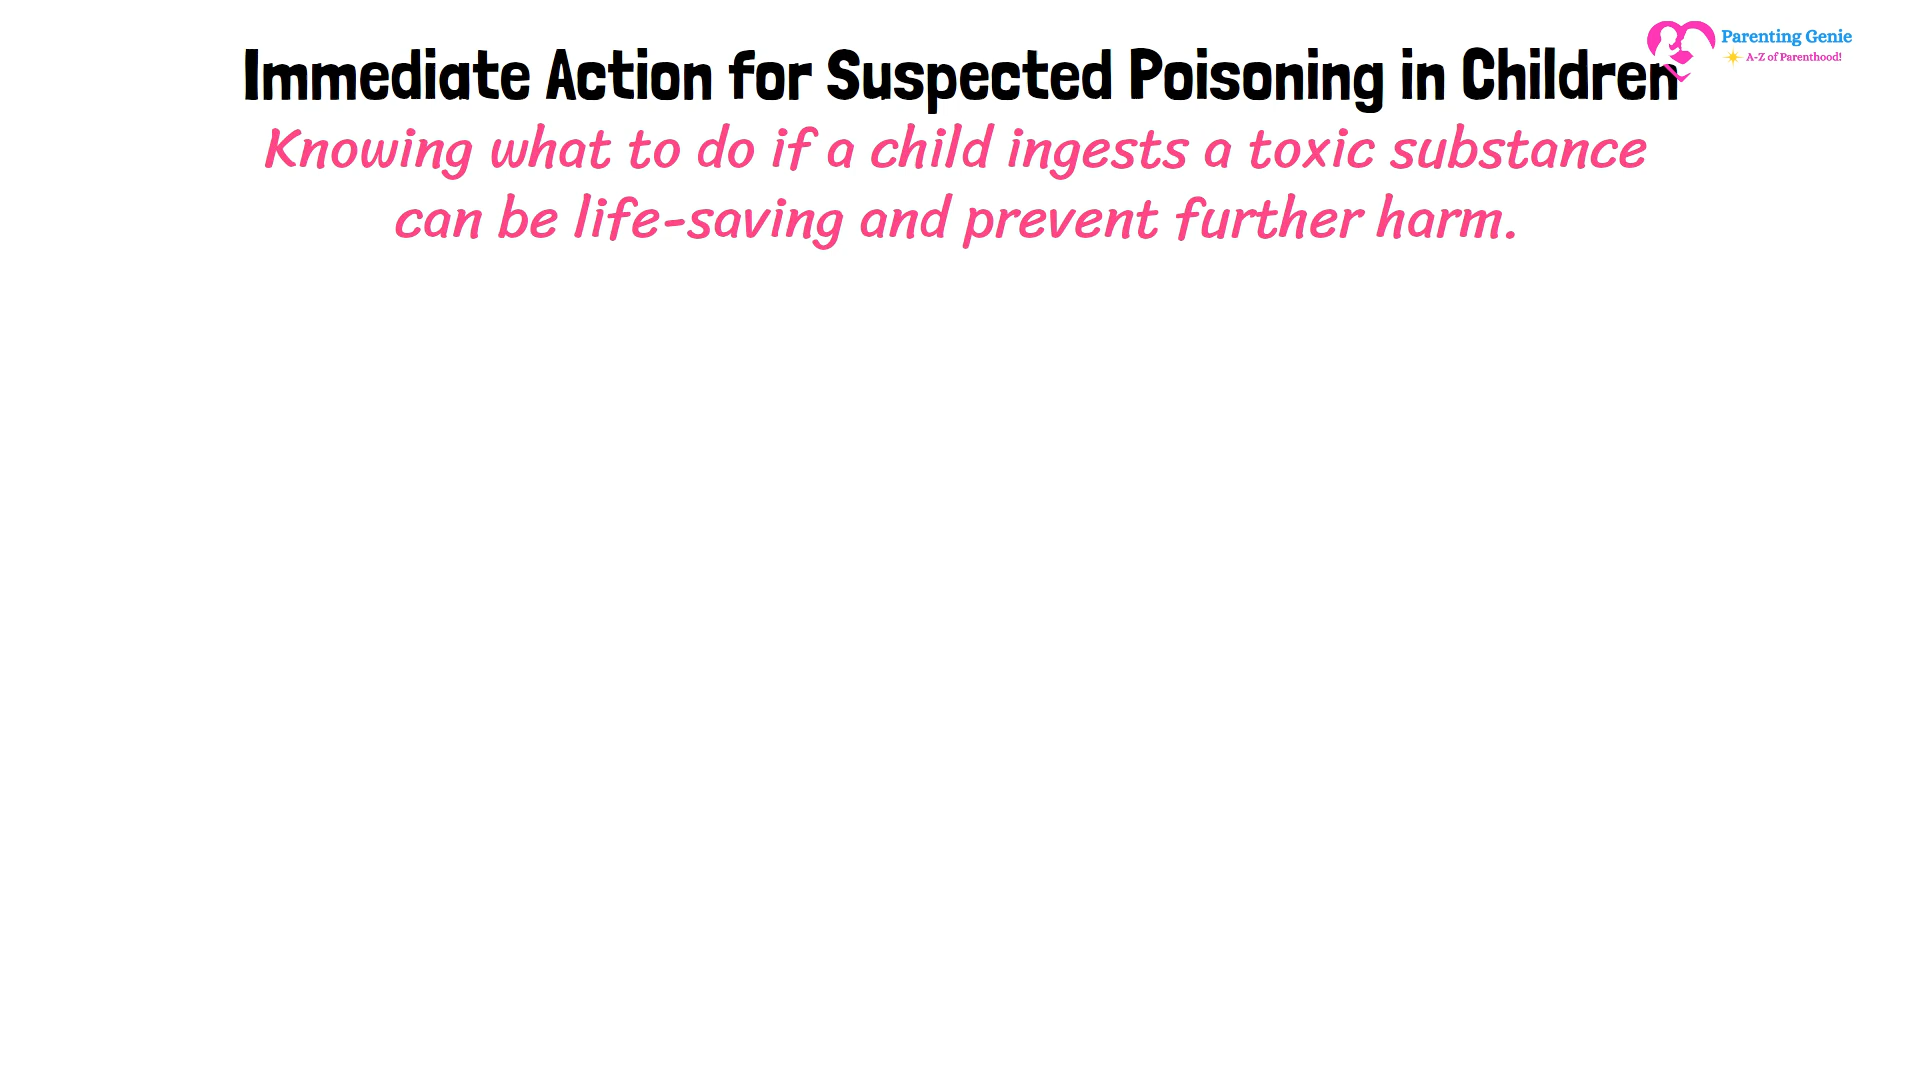 Immediate Action for Suspected Poisoning in Children
Parenting Genie
A-Z of Parenthood!
Knowing what to do if a child ingests a toxic substance
can be life-saving and prevent further harm.